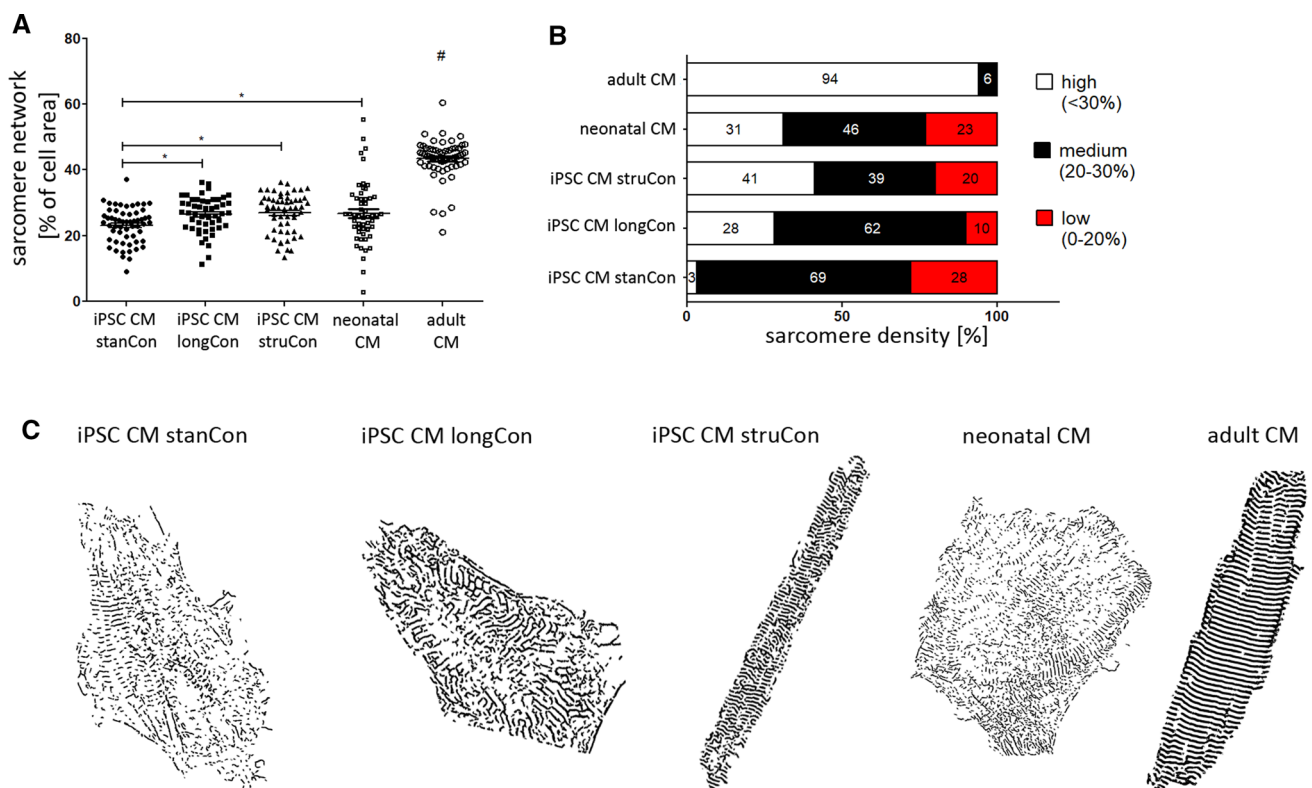 A
sarcomere network
[% of cell area]
80
60
40
20
0
#
*
*
*
iPSC CM
stanCon
iPSC CM
longCon
iPSC CM
struCon
neonatal
CM
adult
CM
B
adult CM
94
6
neonatal CM
31
46
23
iPSC CM struCon
41
39
20
iPSC CM longCon
28
62
10
iPSC CM stanCon
3
69
28
0
50
100
sarcomere density [%]
high
(<30%)
medium
(20-30%)
low
(0-20%)
C
iPSC CM stanCon
iPSC CM longCon
iPSC CM struCon
neonatal CM
adult CM